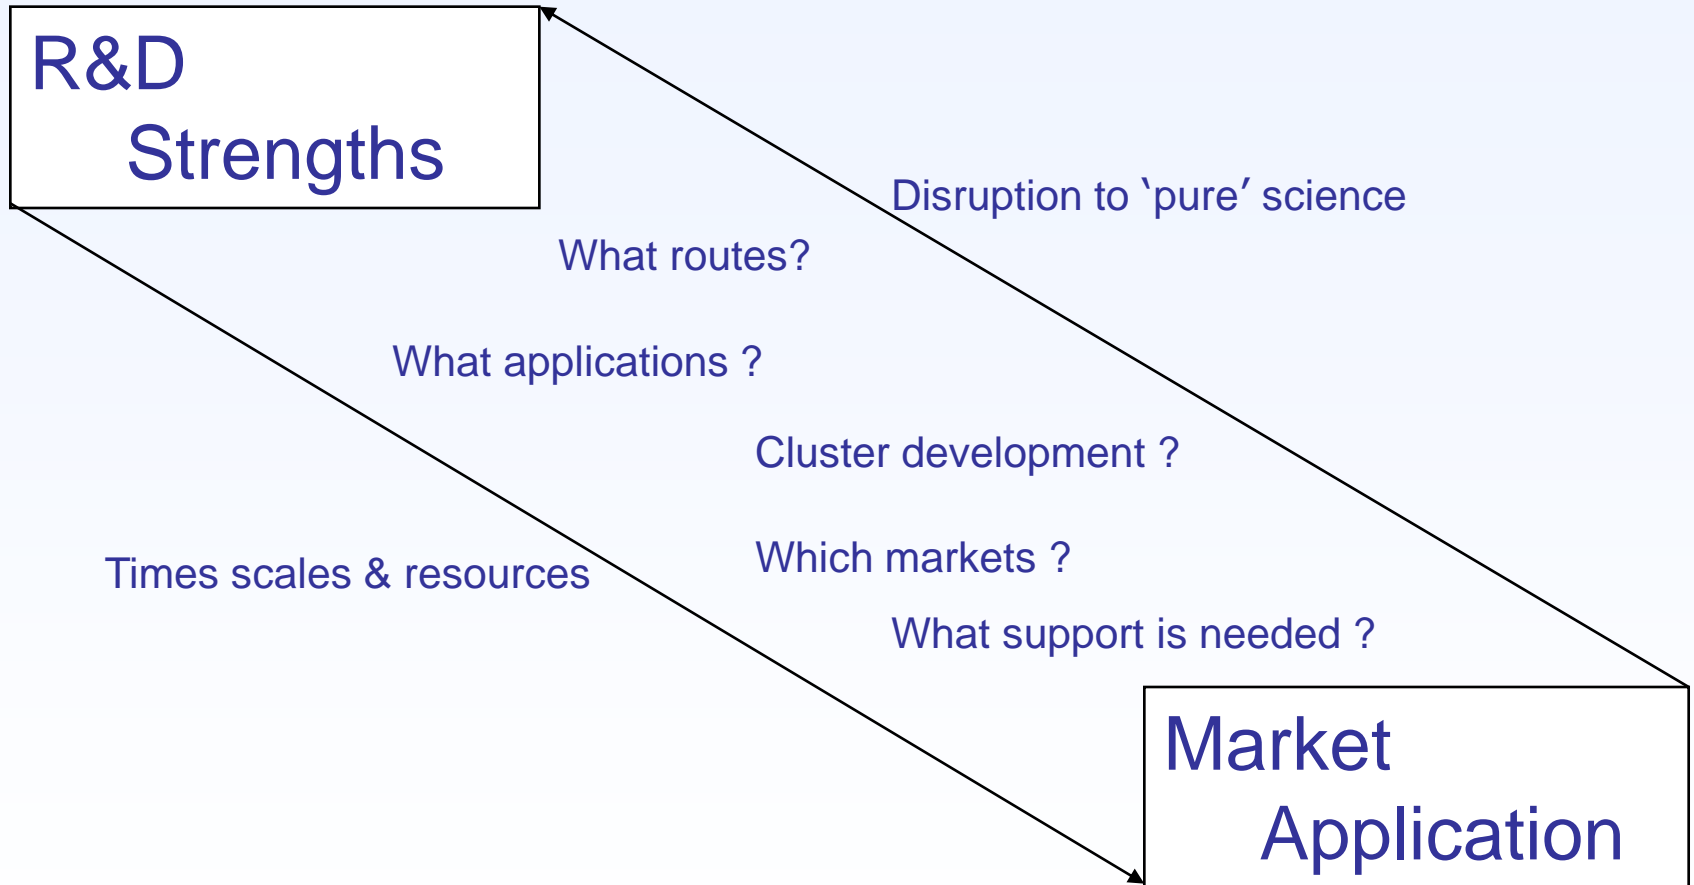 R&D
Strengths
Disruption to ‛pure’ science
What routes?
What applications ?
Cluster development ?
Which markets ?
Times scales & resources
What support is needed ?
Market
Application